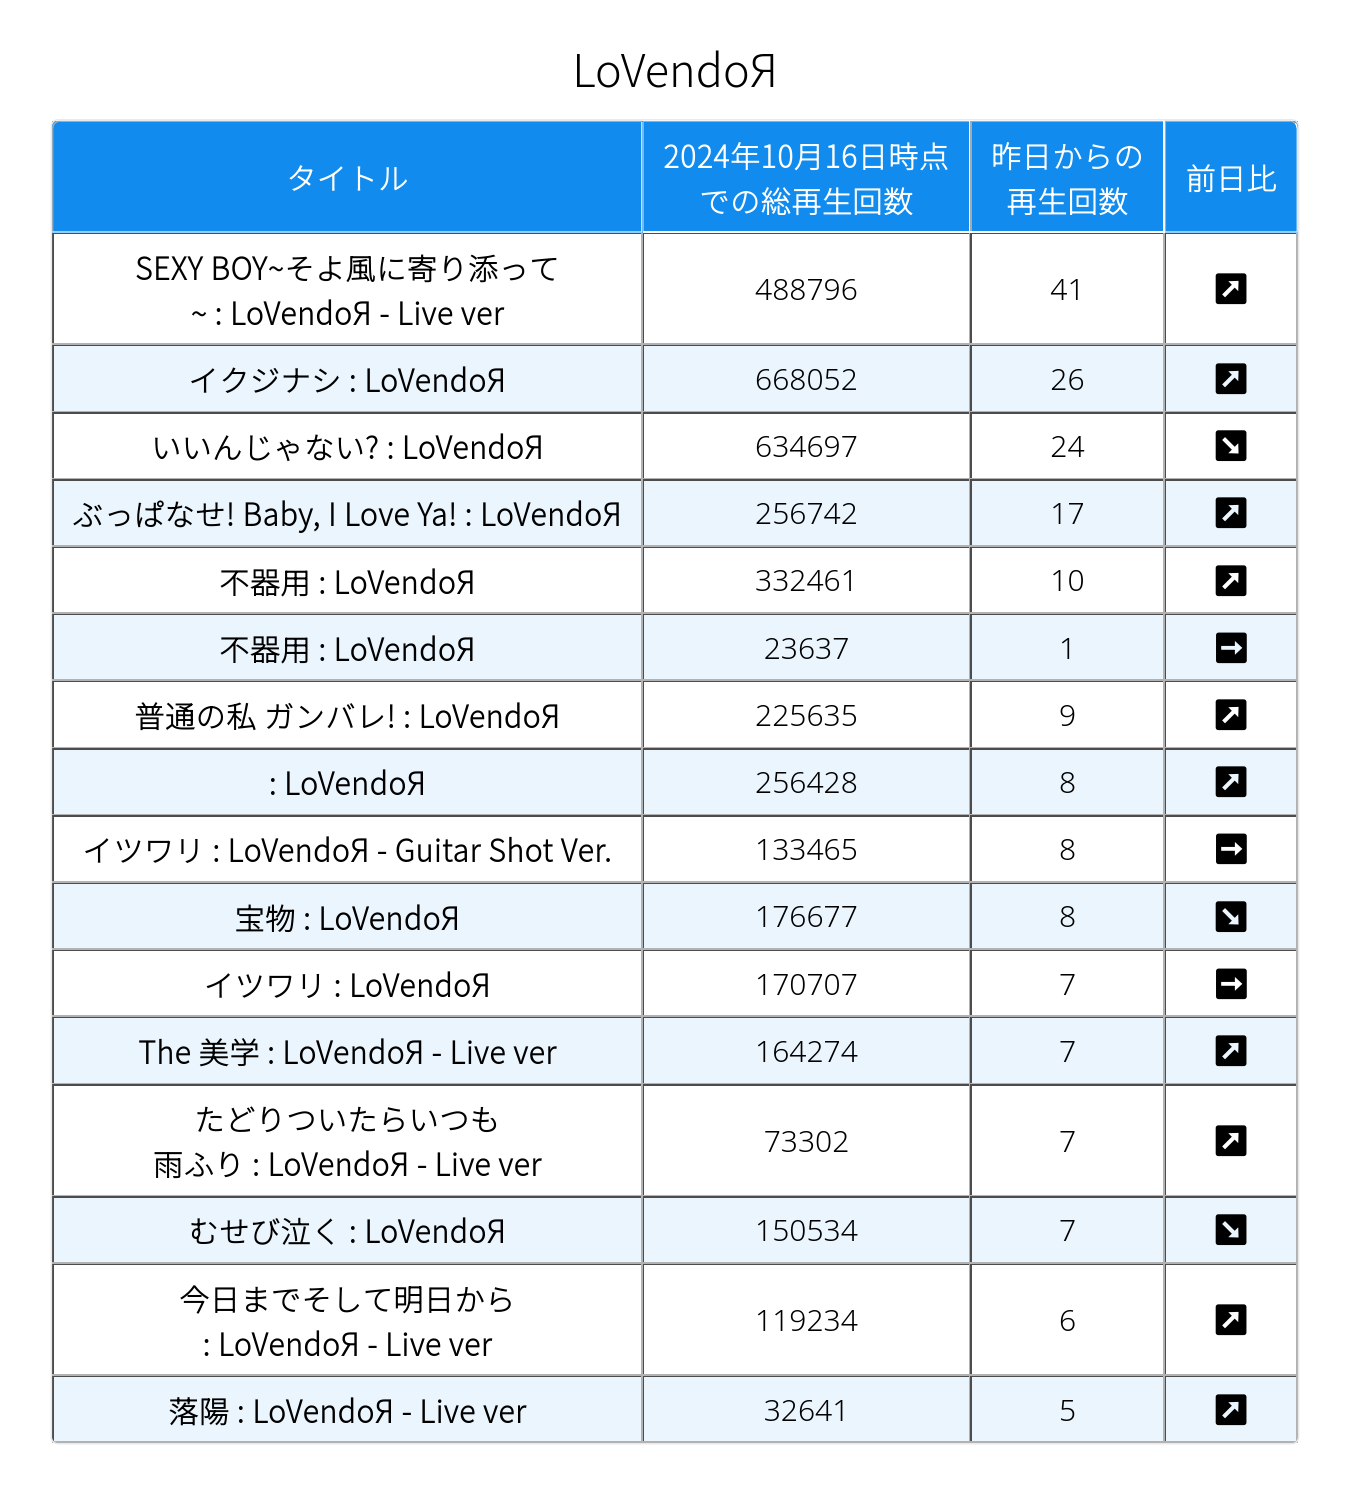 LoVendoЯ
タイトル
2024年10月16日時点
での総再生回数
昨日からの
再生回数
前日比
SEXY BOY~そよ風に寄り添って
~ : LoVendoЯ - Live ver
488796
41
イクジナシ : LoVendoЯ
668052
26
いいんじゃない? : LoVendoЯ
634697
24
ぶっぱなせ! Baby, I Love Ya! : LoVendoЯ
256742
17
不器用 : LoVendoЯ
332461
10
不器用 : LoVendoЯ
23637
1
普通の私 ガンバレ! : LoVendoЯ
225635
9
: LoVendoЯ
256428
8
イツワリ : LoVendoЯ - Guitar Shot Ver.
133465
8
宝物 : LoVendoЯ
176677
8
イツワリ : LoVendoЯ
170707
7
The 美学 : LoVendoЯ - Live ver
164274
7
たどりついたらいつも
雨ふり : LoVendoЯ - Live ver
73302
7
むせび泣く : LoVendoЯ
150534
7
今日までそして明日から
: LoVendoЯ - Live ver
119234
6
落陽 : LoVendoЯ - Live ver
32641
5